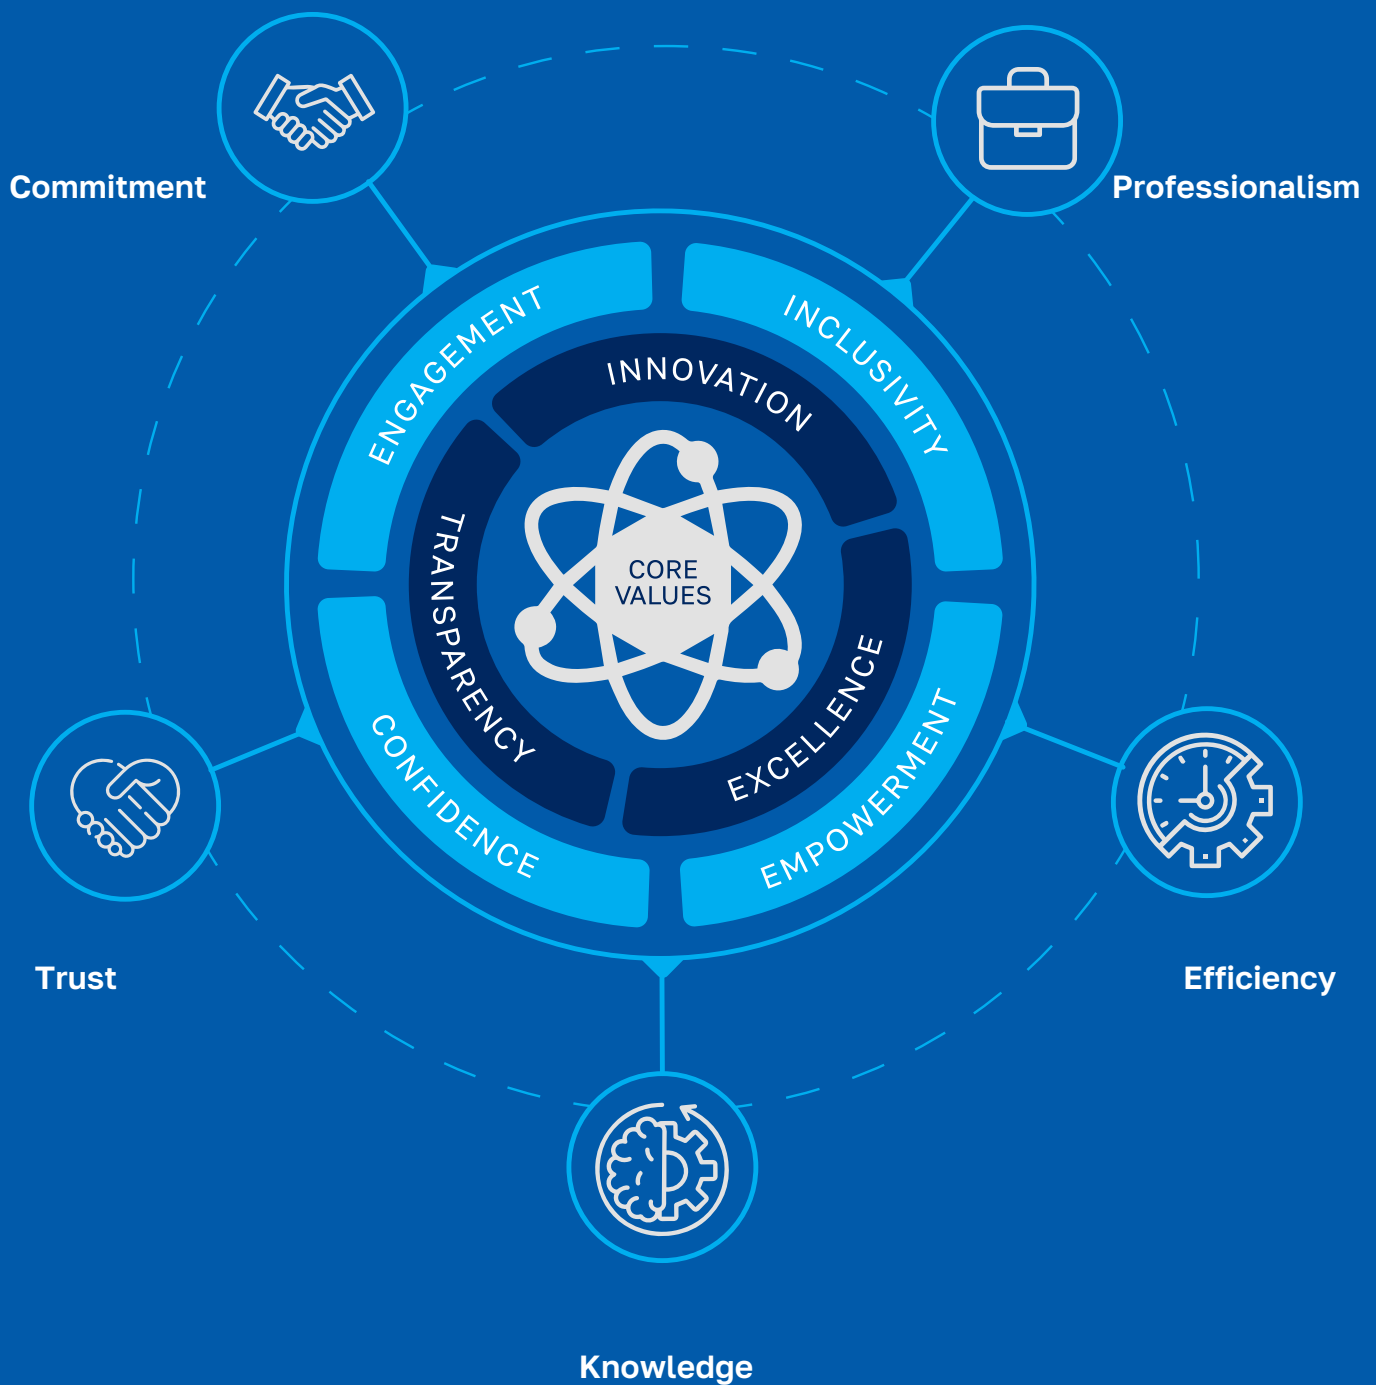 Commitment
Professionalism
ENGAGEMENT
INCLUSIVITY
INNOVATION
TRANSPARENCY
CORE
VALUES
EXCELLENCE
CONFIDENCE
EMPOWERMENT
Trust
Efficiency
Knowledge